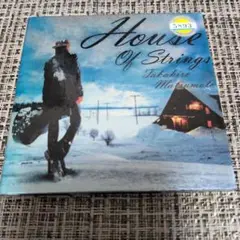 House
Of Strings
Takahiro
Matsumoto